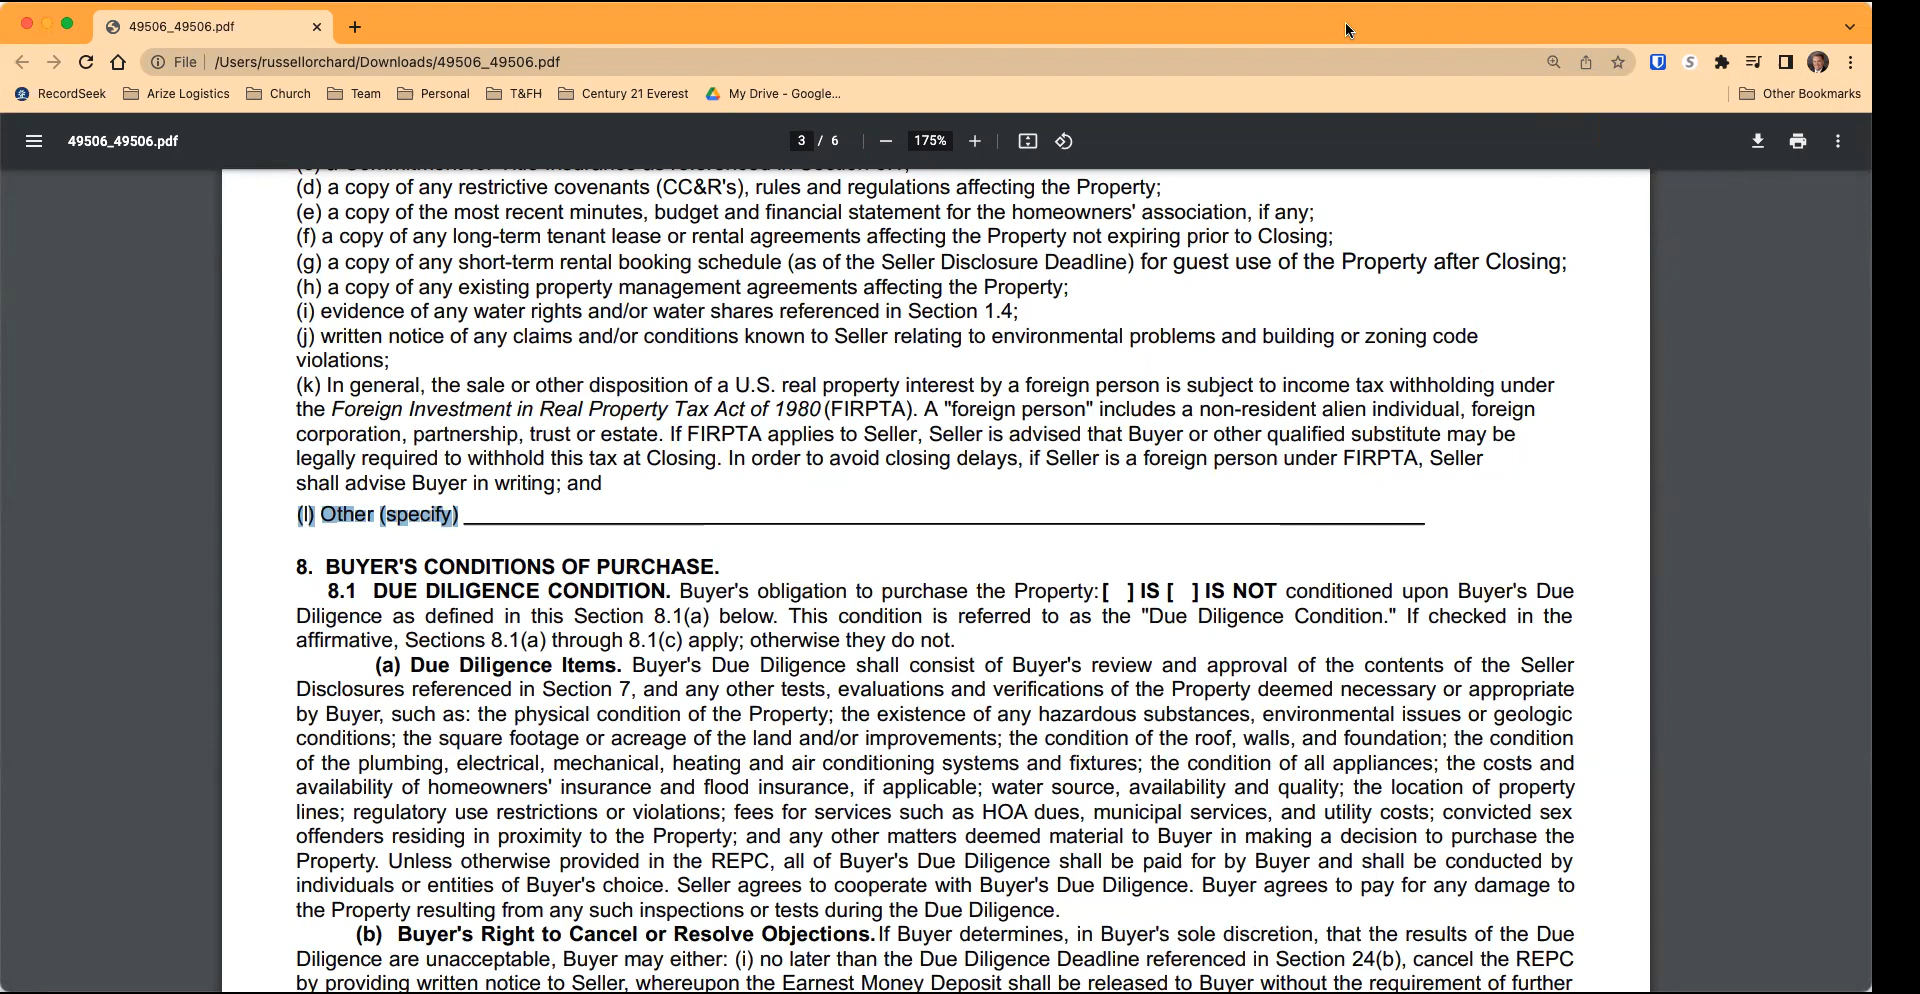 49506_49506.pdf
File /Users/russellorchard/Downloads/49506_49506.pdf
RecordSeek Arize Logistics Church Team Personal T&FH Century 21 Everest My Drive - Google... Other Bookmarks
49506_49506.pdf 3 / 6 175%
(d) a copy of any restrictive covenants (CC&R's), rules and regulations affecting the Property;
(e) a copy of the most recent minutes, budget and financial statement for the homeowners' association, if any;
(f) a copy of any long-term tenant lease or rental agreements affecting the Property not expiring prior to Closing;
(g) a copy of any short-term rental booking schedule (as of the Seller Disclosure Deadline) for guest use of the Property after Closing;
(h) a copy of any existing property management agreements affecting the Property;
(i) evidence of any water rights and/or water shares referenced in Section 1.4;
(j) written notice of any claims and/or conditions known to Seller relating to environmental problems and building or zoning code
violations;
(k) In general, the sale or other disposition of a U.S. real property interest by a foreign person is subject to income tax withholding under
the Foreign Investment in Real Property Tax Act of 1980 (FIRPTA). A "foreign person" includes a non-resident alien individual, foreign
corporation, partnership, trust or estate. If FIRPTA applies to Seller, Seller is advised that Buyer or other qualified substitute may be
legally required to withhold this tax at Closing. In order to avoid closing delays, if Seller is a foreign person under FIRPTA, Seller
shall advise Buyer in writing; and
(l) Other (specify) ______________________________
8. BUYER'S CONDITIONS OF PURCHASE.
8.1 DUE DILIGENCE CONDITION. Buyer's obligation to purchase the Property: [ ] IS [ ] IS NOT conditioned upon Buyer's Due
Diligence as defined in this Section 8.1(a) below. This condition is referred to as the "Due Diligence Condition." If checked in the
affirmative, Sections 8.1(a) through 8.1(c) apply; otherwise they do not.
(a) Due Diligence Items. Buyer's Due Diligence shall consist of Buyer's review and approval of the contents of the Seller
Disclosures referenced in Section 7, and any other tests, evaluations and verifications of the Property deemed necessary or appropriate
by Buyer, such as: the physical condition of the Property; the existence of any hazardous substances, environmental issues or geologic
conditions; the square footage or acreage of the land and/or improvements; the condition of the roof, walls, and foundation; the condition
of the plumbing, electrical, mechanical, heating and air conditioning systems and fixtures; the condition of all appliances; the costs and
availability of homeowners' insurance and flood insurance, if applicable; water source, availability and quality; the location of property
lines; regulatory use restrictions or violations; fees for services such as HOA dues, municipal services, and utility costs; convicted sex
offenders residing in proximity to the Property; and any other matters deemed material to Buyer in making a decision to purchase the
Property. Unless otherwise provided in the REPC, all of Buyer's Due Diligence shall be paid for by Buyer and shall be conducted by
individuals or entities of Buyer's choice. Seller agrees to cooperate with Buyer's Due Diligence. Buyer agrees to pay for any damage to
the Property resulting from any such inspections or tests during the Due Diligence.
(b) Buyer's Right to Cancel or Resolve Objections. If Buyer determines, in Buyer's sole discretion, that the results of the Due
Diligence are unacceptable, Buyer may either: (i) no later than the Due Diligence Deadline referenced in Section 24(b), cancel the REPC
by providing written notice to Seller, whereupon the Earnest Money Deposit shall be released to Buyer without the requirement of further